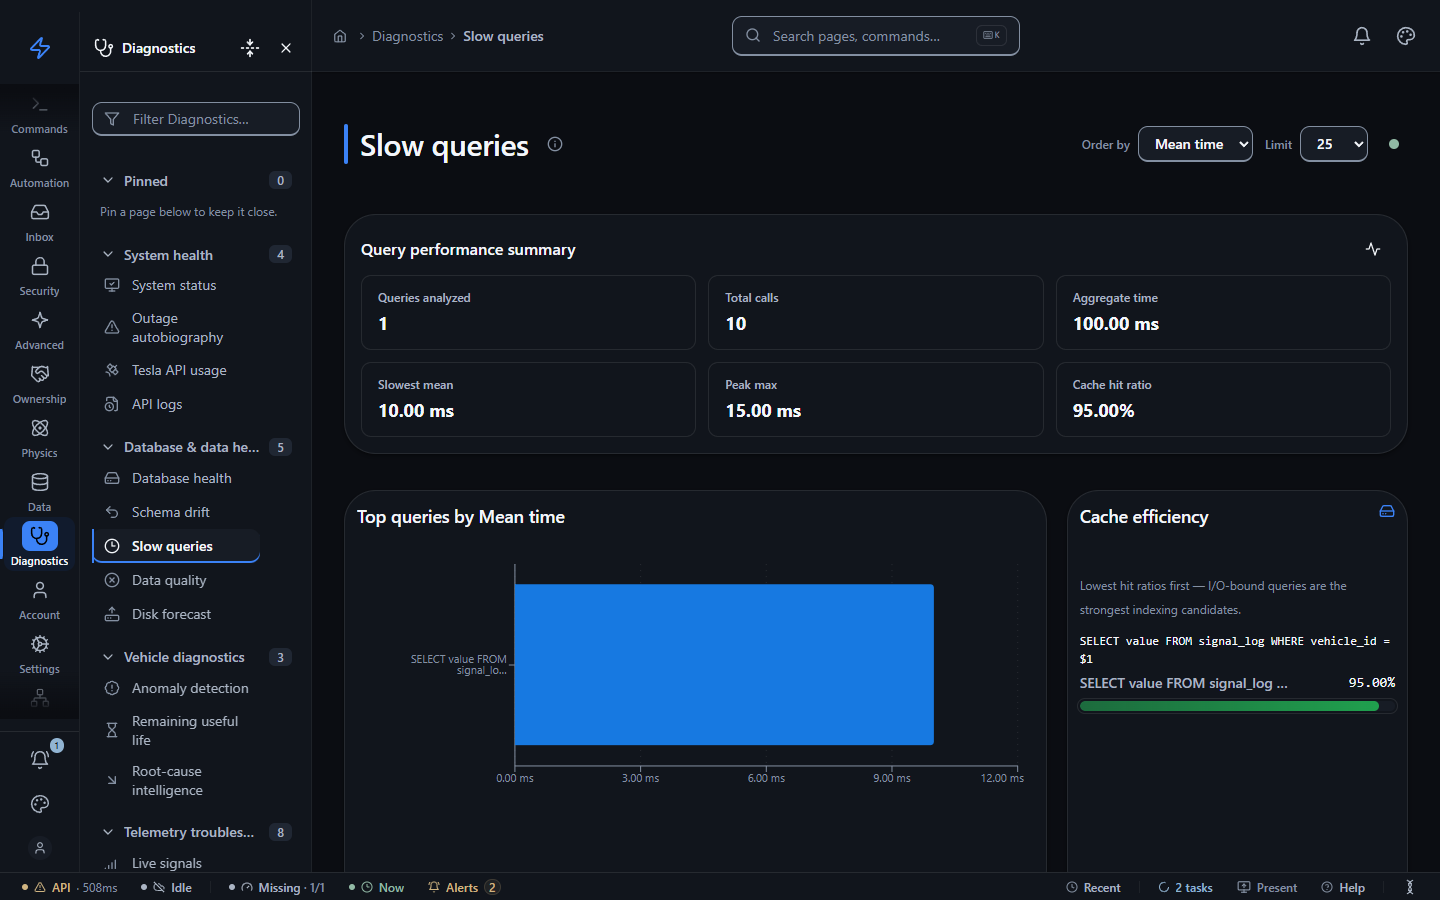 Diagnostics
Diagnostics
Slow queries
Search pages, commands...
K
Commands
Automation
Inbox
Security
Advanced
Ownership
Physics
Data
Diagnostics
Account
Settings
1
Filter Diagnostics...
Pinned
0
Pin a page below to keep it close.
System health
4
System status
Outage
autobiography
Tesla API usage
API logs
Database & data he...
5
Database health
Schema drift
Slow queries
Data quality
Disk forecast
Vehicle diagnostics
3
Anomaly detection
Remaining useful
life
Root-cause
intelligence
Telemetry troubles...
8
Live signals
Slow queries
Order by
Mean time
Limit
25
Query performance summary
Queries analyzed
1
Total calls
10
Aggregate time
100.00 ms
Slowest mean
10.00 ms
Peak max
15.00 ms
Cache hit ratio
95.00%
Top queries by Mean time
SELECT value FROM
signal_lo...
0.00 ms
3.00 ms
6.00 ms
9.00 ms
12.00 ms
Cache efficiency
Lowest hit ratios first — I/O-bound queries are the
strongest indexing candidates.
SELECT value FROM signal_log WHERE vehicle_id =
$1
SELECT value FROM signal_log ...
95.00%
API · 508ms
Idle
Missing · 1/1
Now
Alerts 2
Recent
2 tasks
Present
Help